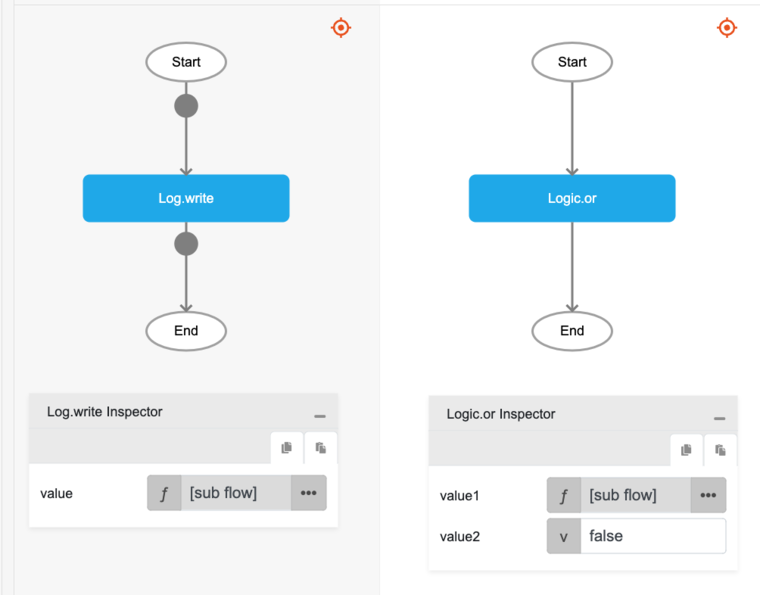 Start
Log.write
End
Log.write Inspector
value
ƒ
[sub flow]
•••
Start
Logic.or
End
Logic.or Inspector
value1
ƒ
[sub flow]
•••
value2
v
false